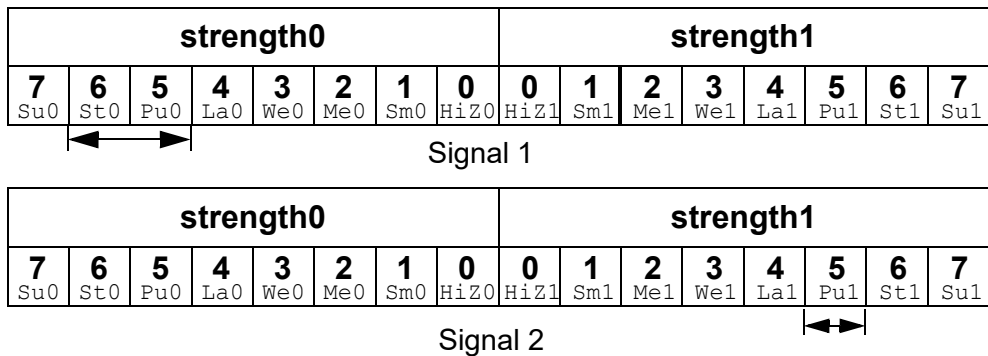 strength0 strength1
7 6 5 4 3 2 1 0 0 1 2 3 4 5 6 7
Su0 St0 Pu0 La0 We0 Me0 Sm0 HiZ0 HiZ1 Sm1 Me1 We1 La1 Pu1 St1 Su1
Signal 1
strength0 strength1
7 6 5 4 3 2 1 0 0 1 2 3 4 5 6 7
Su0 St0 Pu0 La0 We0 Me0 Sm0 HiZ0 HiZ1 Sm1 Me1 We1 La1 Pu1 St1 Su1
Signal 2